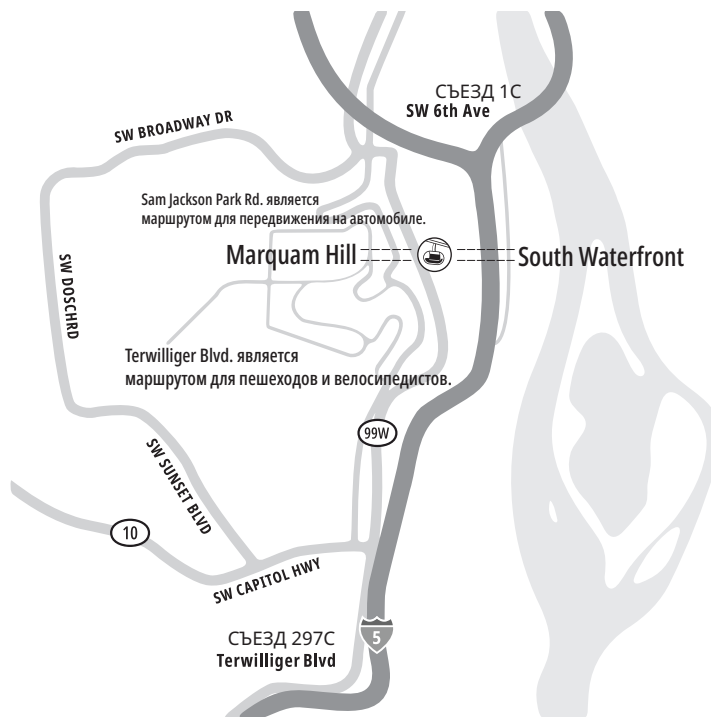 СЪЕЗД 1C
SW 6th Ave
SW BROADWAY DR
Sam Jackson Park Rd. является
маршрутом для передвижения на автомобиле.
Marquam Hill
South Waterfront
SW DOSCHRD
Terwilliger Blvd. является
маршрутом для пешеходов и велосипедистов.
99W
SW SUNSET BLVD
10
SW CAPITOL HWY
СЪЕЗД 297C
Terwilliger Blvd
5